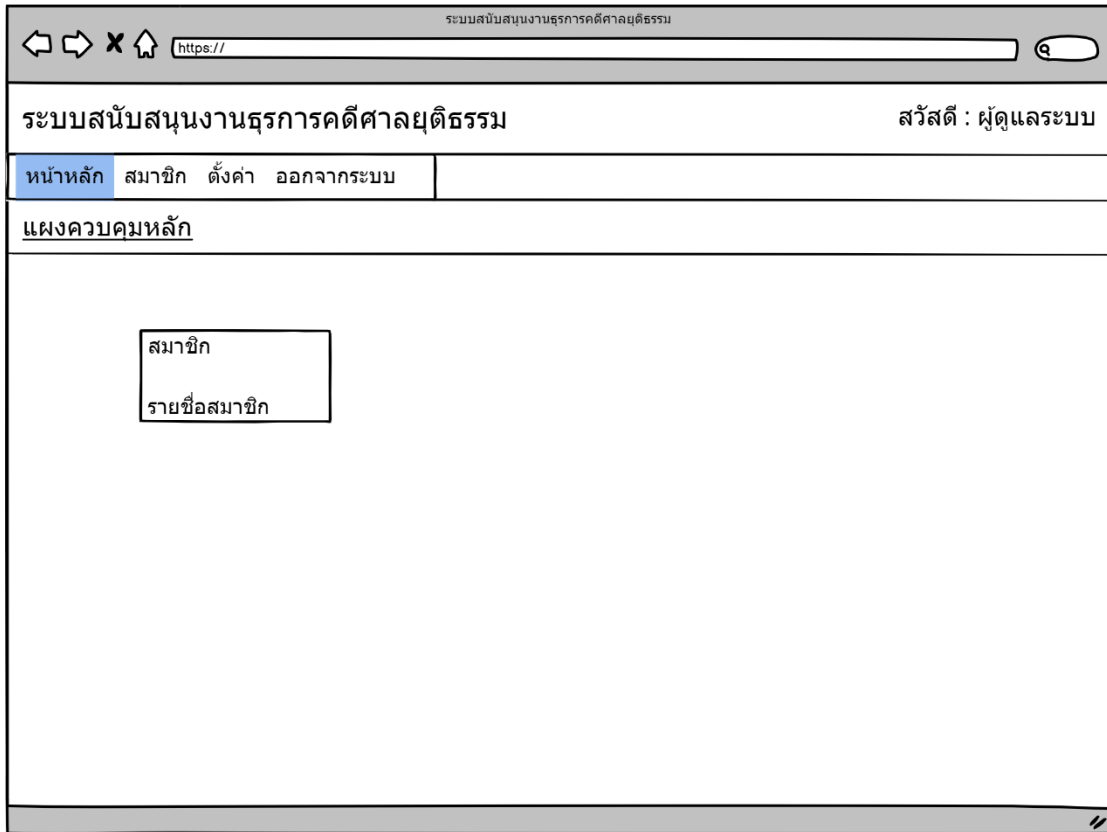 ระบบสนับสนุนงานธุรการคดีศาลยุติธรรม
https://
ระบบสนับสนุนงานธุรการคดีศาลยุติธรรม
สวัสดี : ผู้ดูแลระบบ
หน้าหลัก สมาชิก ตั้งค่า ออกจากระบบ
แผงควบคุมหลัก
สมาชิก
รายชื่อสมาชิก